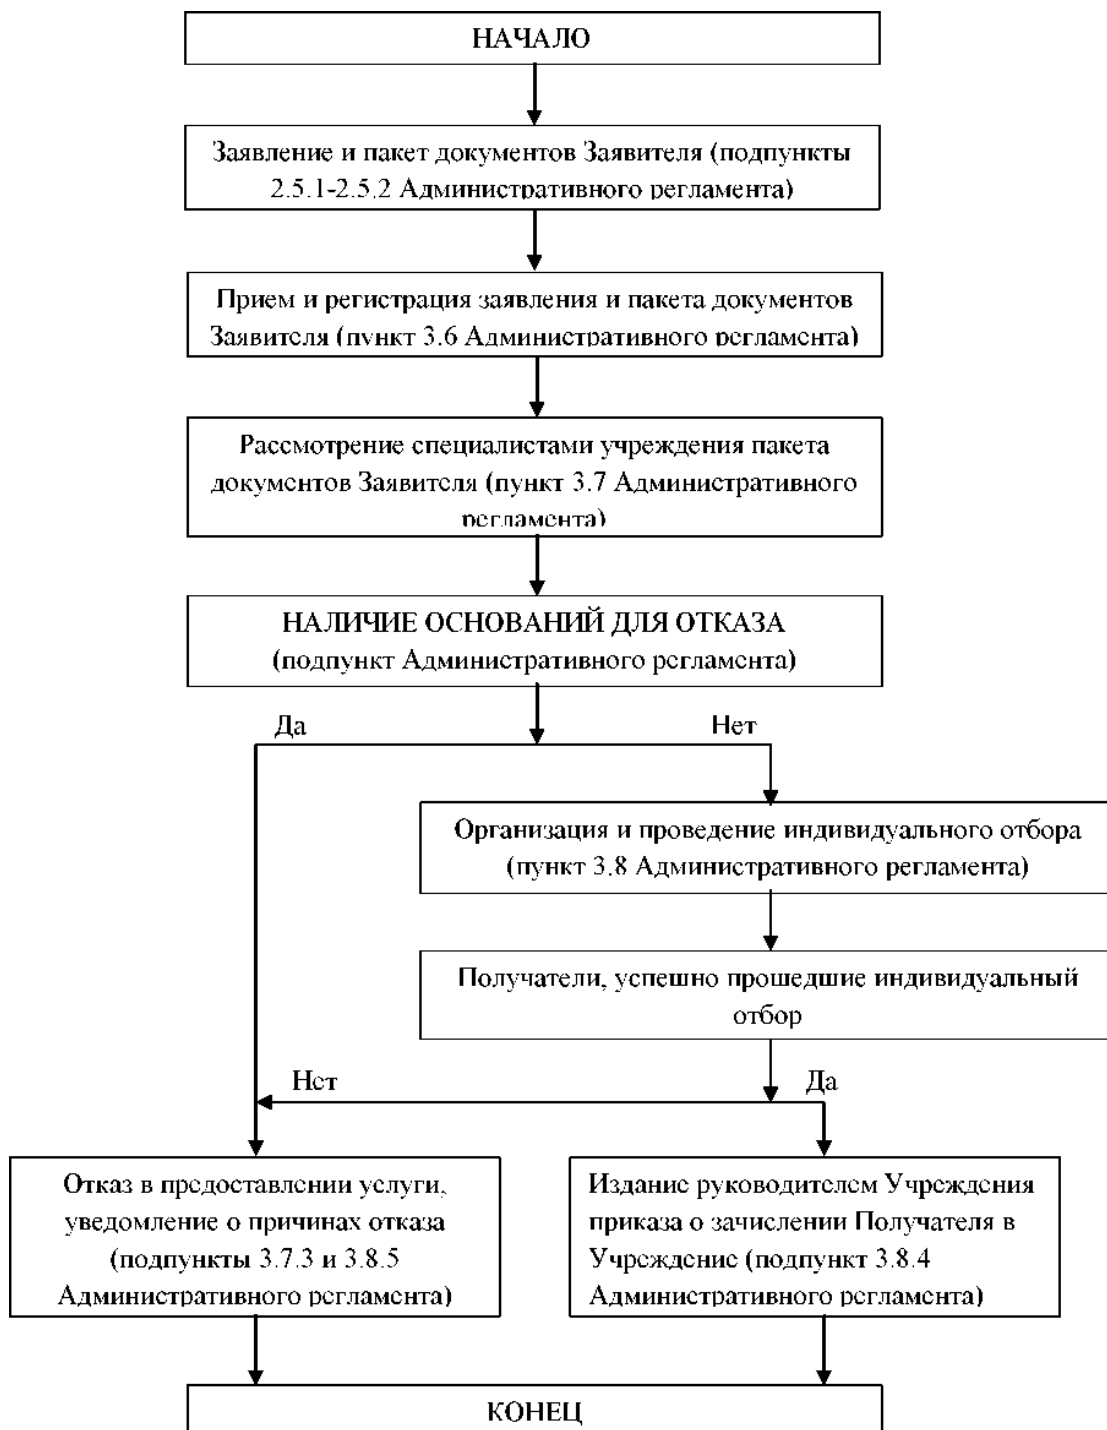 НАЧАЛО
Заявление и пакет документов Заявителя (подпункты
2.5.1-2.5.2 Административного регламента)
Прием и регистрация заявления и пакета документов
Заявителя (пункт 3.6 Административного регламента)
Рассмотрение специалистами учреждения пакета
документов Заявителя (пункт 3.7 Административного
регламента)
НАЛИЧИЕ ОСНОВАНИЙ ДЛЯ ОТКАЗА
(подпункт Административного регламента)
Да
Нет
Организация и проведение индивидуального отбора
(пункт 3.8 Административного регламента)
Получатели, успешно прошедшие индивидуальный
отбор
Нет
Да
Отказ в предоставлении услуги,
уведомление о причинах отказа
(подпункты 3.7.3 и 3.8.5
Административного регламента)
Издание руководителем Учреждения
приказа о зачислении Получателя в
Учреждение (подпункт 3.8.4
Административного регламента)
КОНЕЦ